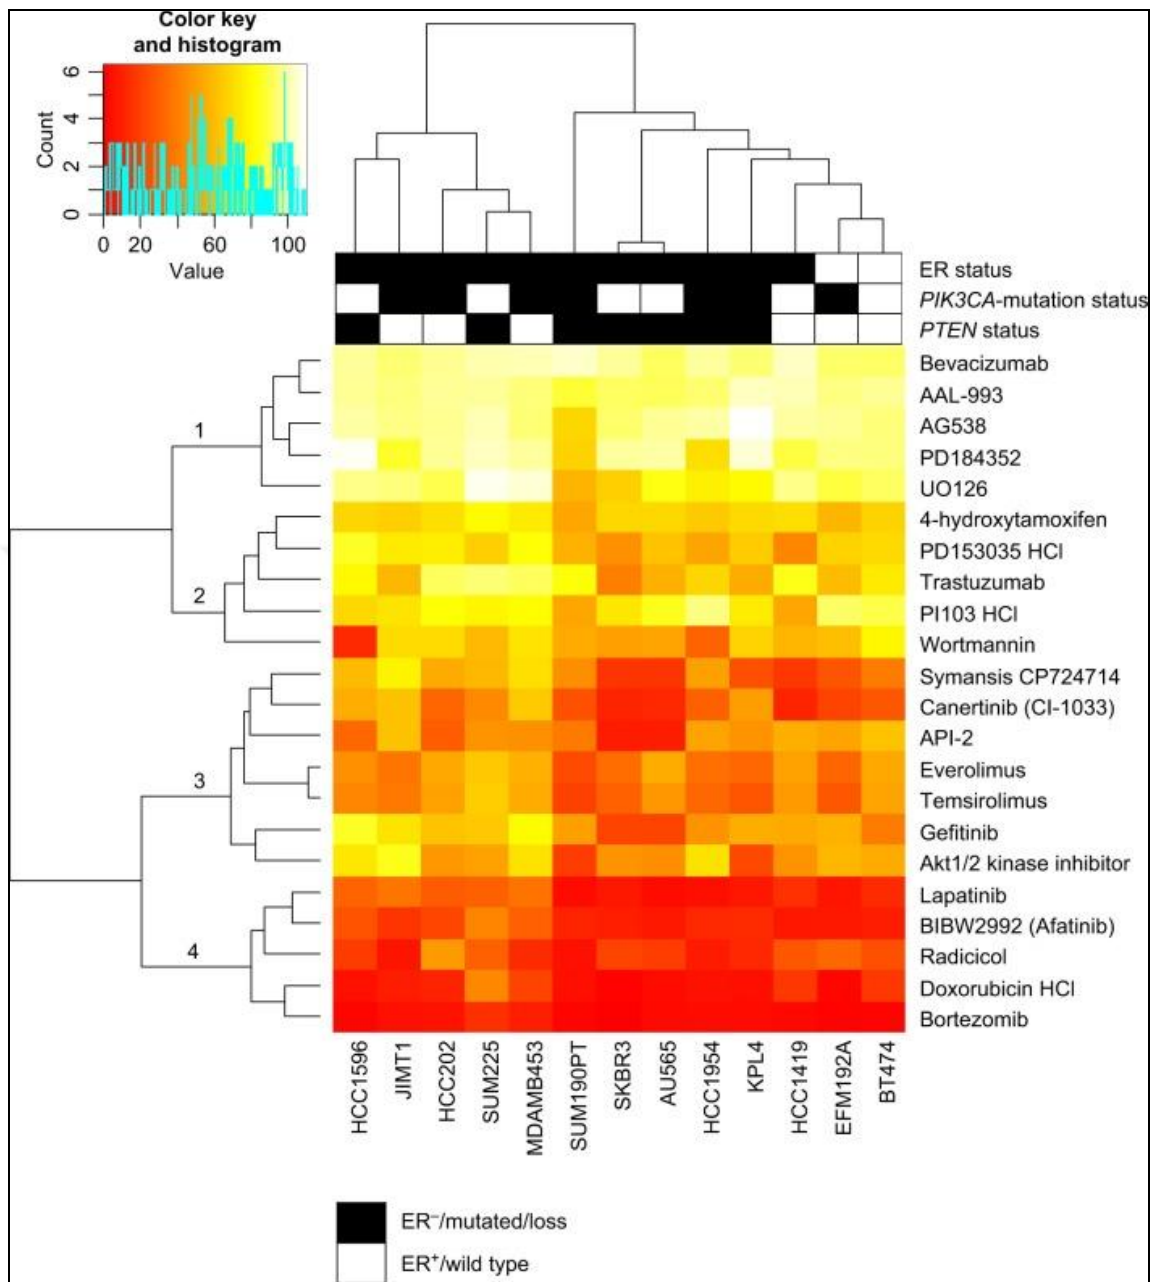 Color key
and histogram
6
4
2
0
Count
0 20 60 100
Value
ER status
PIK3CA-mutation status
PTEN status
1
2
3
4
Bevacizumab
AAL-993
AG538
PD184352
UO126
4-hydroxytamoxifen
PD153035 HCl
Trastuzumab
PI103 HCl
Wortmannin
Symansis CP724714
Canertinib (CI-1033)
API-2
Everolimus
Temsirolimus
Gefitinib
Akt1/2 kinase inhibitor
Lapatinib
BIBW2992 (Afatinib)
Radicicol
Doxorubicin HCl
Bortezomib
HCC1596
JIMT1
HCC202
SUM225
MDAMB453
SUM190PT
SKBR3
AU565
HCC1954
KPL4
HCC1419
EFM192A
BT474
ER⁻/mutated/loss
ER⁺/wild type